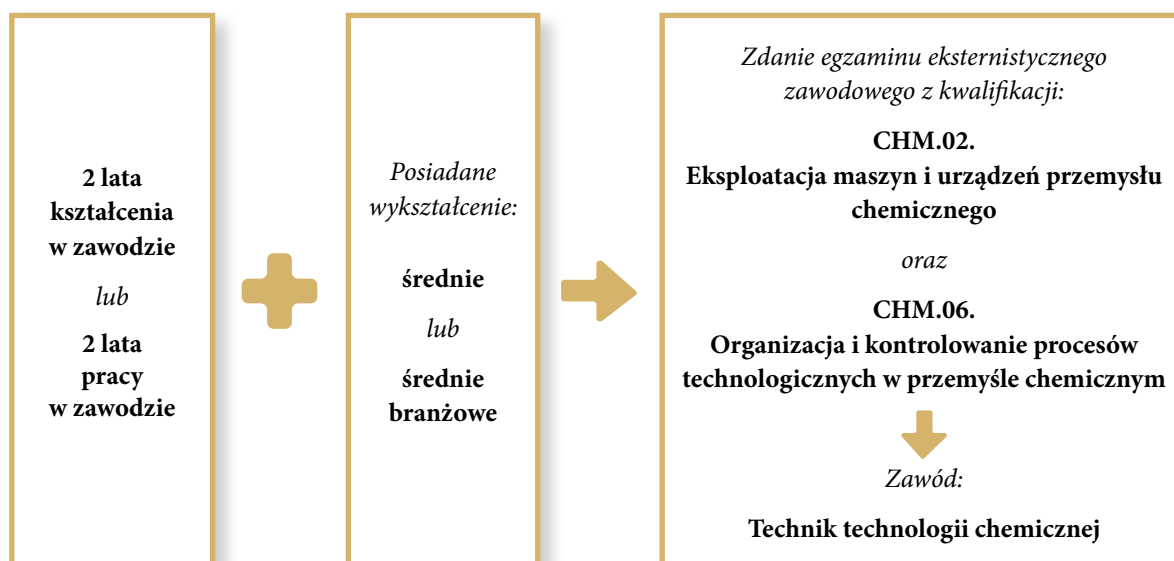 2 lata
kształcenia
w zawodzie
lub
2 lata
pracy
w zawodzie
Posiadane
wykształcenie:
średnie
lub
średnie
branżowe
Zdanie egzaminu eksternistycznego
zawodowego z kwalifikacji:
CHM.02.
Eksploatacja maszyn i urządzeń przemysłu
chemicznego
oraz
CHM.06.
Organizacja i kontrolowanie procesów
technologicznych w przemyśle chemicznym
Zawód:
Technik technologii chemicznej